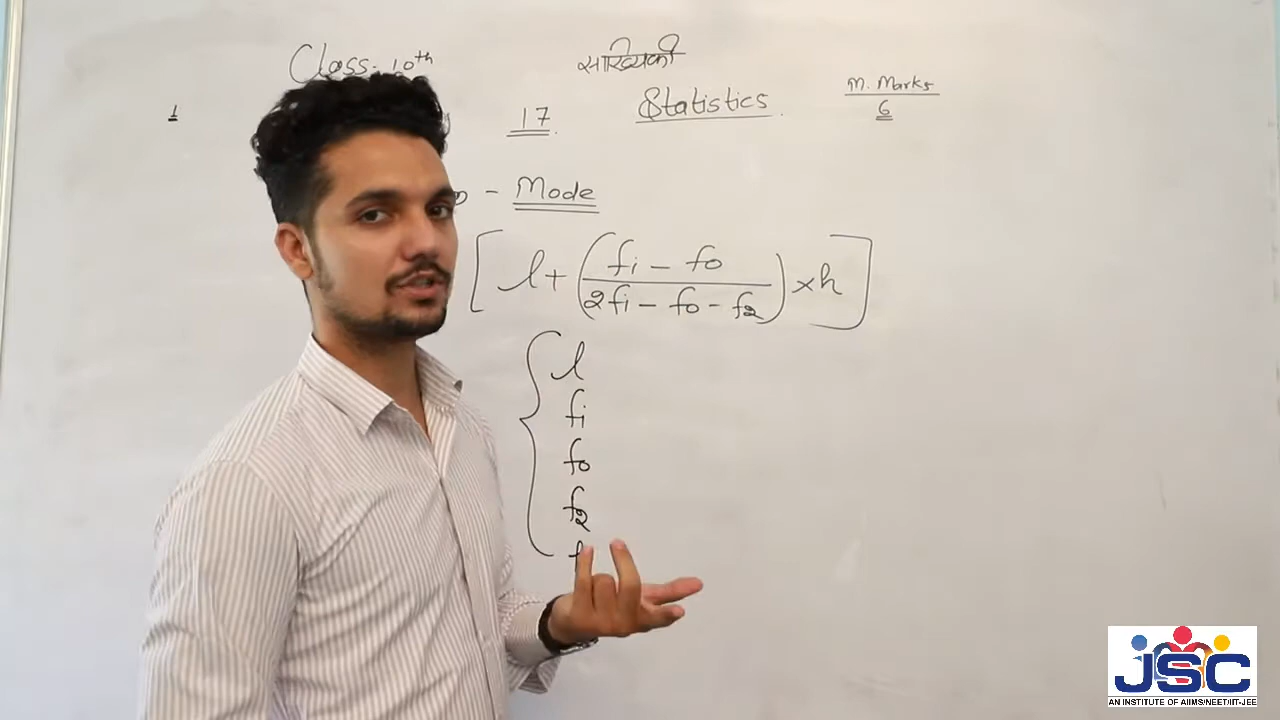 Class- 10th
सांख्यिकी
M. Marks
1
17
Statistics
6
- Mode
[ l + ( f1 - f0 / 2f1 - f0 - f2 ) × h ]
l
f1
f0
f2
JSC
AN INSTITUTE OF AIIMS/NEET/IIT-JEE